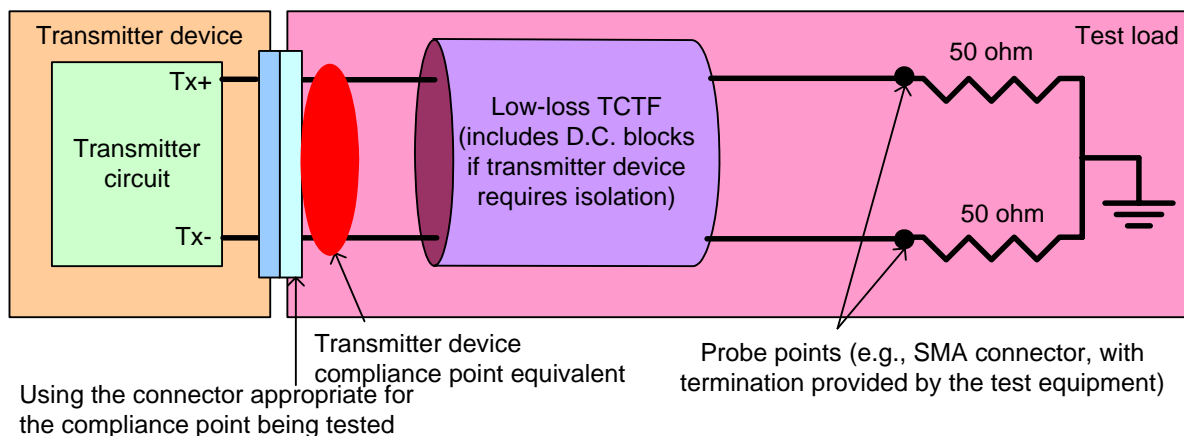 Transmitter device
Test load
50 ohm
Tx+
Low-loss TCTF
(includes D.C. blocks
if transmitter device
requires isolation)
Transmitter
circuit
50 ohm
Tx-
Transmitter device
compliance point equivalent
Probe points (e.g., SMA connector, with
termination provided by the test equipment)
Using the connector appropriate for
the compliance point being tested